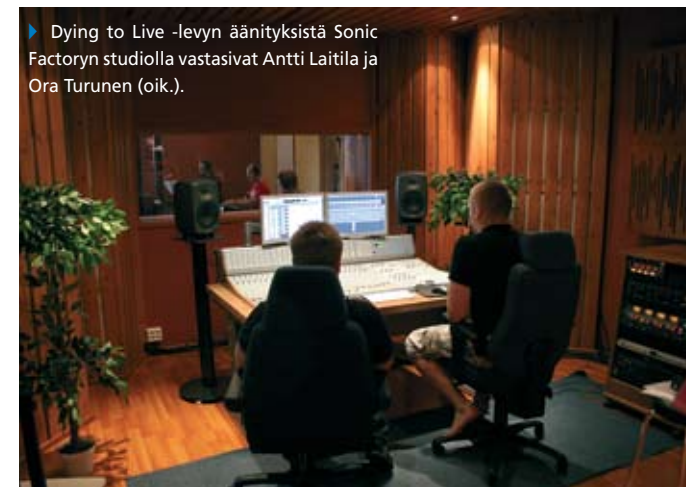 Dying to Live -levyn äänityksistä Sonic
Factoryn studiolla vastasivat Antti Laitila ja
Ora Turunen (oik.).